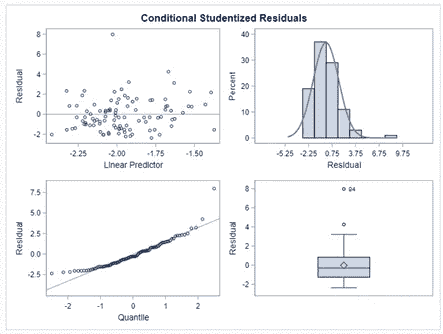 Conditional Studentized Residuals
Residual
8
6
4
2
0
-2
-2.25 -2.00 -1.75 -1.50
Linear Predictor
Percent
40
30
20
10
0
-5.25 -2.25 0.75 3.75 6.75 9.75
Residual
Residual
7.5
5.0
2.5
0.0
-2.5
-2 -1 0 1 2
Quantile
Residual
8
6
4
2
0
-2
94